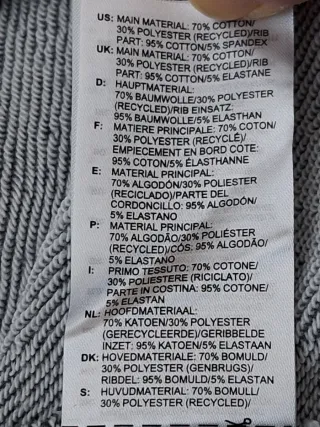 US: MAIN MATERIAL: 70% COTTON/
30% POLYESTER (RECYCLED)/RIB
PART: 95% COTTON/5% SPANDEX
UK: MAIN MATERIAL: 70% COTTON/
30% POLYESTER (RECYCLED)/RIB
PART: 95% COTTON/5% ELASTANE
D: HAUPTMATERIAL:
70% BAUMWOLLE/30% POLYESTER
(RECYCLED)/RIB EINSATZ:
95% BAUMWOLLE/5% ELASTHAN
F: MATIERE PRINCIPALE: 70% COTON/
30% POLYESTER (RECYCLÉ)/
EMPIECEMENT EN BORD COTE:
95% COTON/5% ÉLASTHANNE
E: MATERIAL PRINCIPAL:
70% ALGODÓN/30% POLIESTER
(RECICLADO)/PARTE DEL
CORDONCILLO: 95% ALGODÓN/
5% ELASTANO
P: MATERIAL PRINCIPAL:
70% ALGODÃO/30% POLIÉSTER
(RECYCLED)/CÓS: 95% ALGODÃO/
5% ELASTANO
I: PRIMO TESSUTO: 70% COTONE/
30% POLIESTERE (RICICLATO)/
PARTE IN COSTINA: 95% COTONE/
5% ELASTAN
NL: HOOFDMATERIAAL:
70% KATOEN/30% POLYESTER
(GERECYCLEERDE)/GERIBBELDE
INZET: 95% KATOEN/5% ELASTAAN
DK: HOVEDMATERIALE: 70% BOMULD/
30% POLYESTER (GENBRUGS)/
RIBDEL: 95% BOMULD/5% ELASTAN
S: HUVUDMATERIAL: 70% BOMULL/
30% POLYESTER (RECYCLED)/